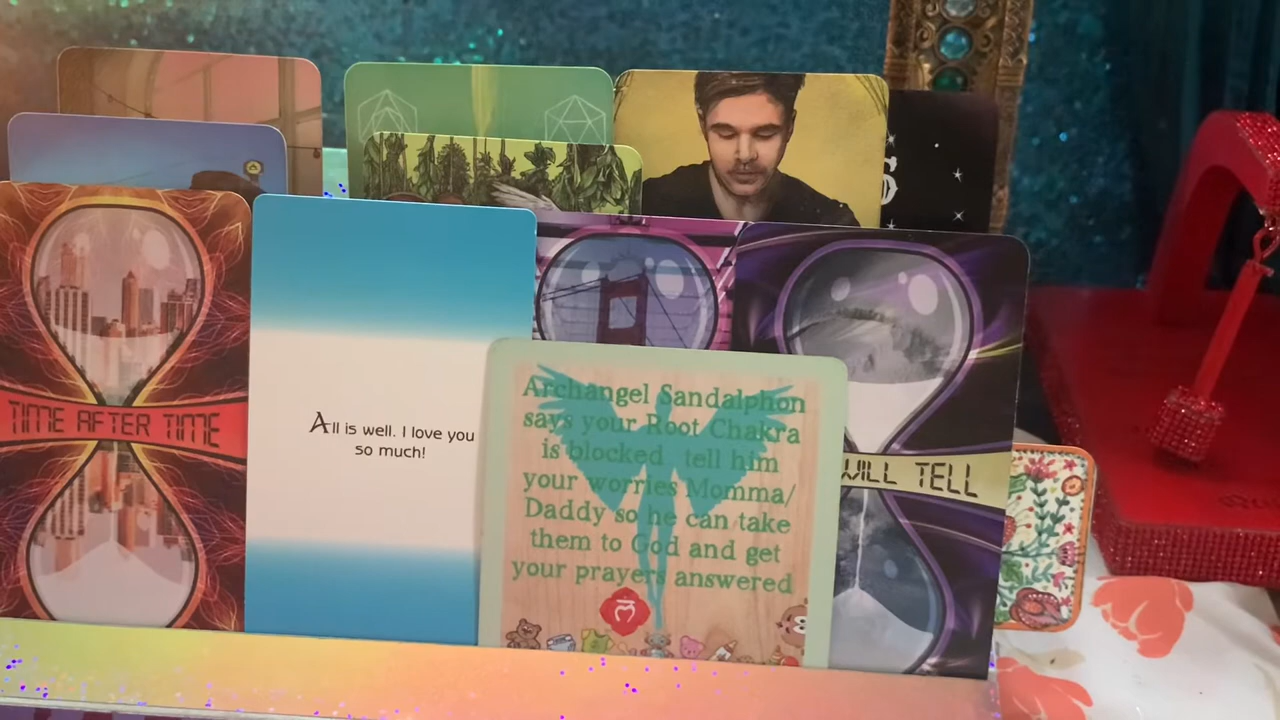 TIME AFTER TIME
All is well. I love you
so much!
Archangel Sandalphon
says your Root Chakra
is blocked tell him
your worries Momma/
Daddy so he can take
them to God and get
your prayers answered
WILL TELL